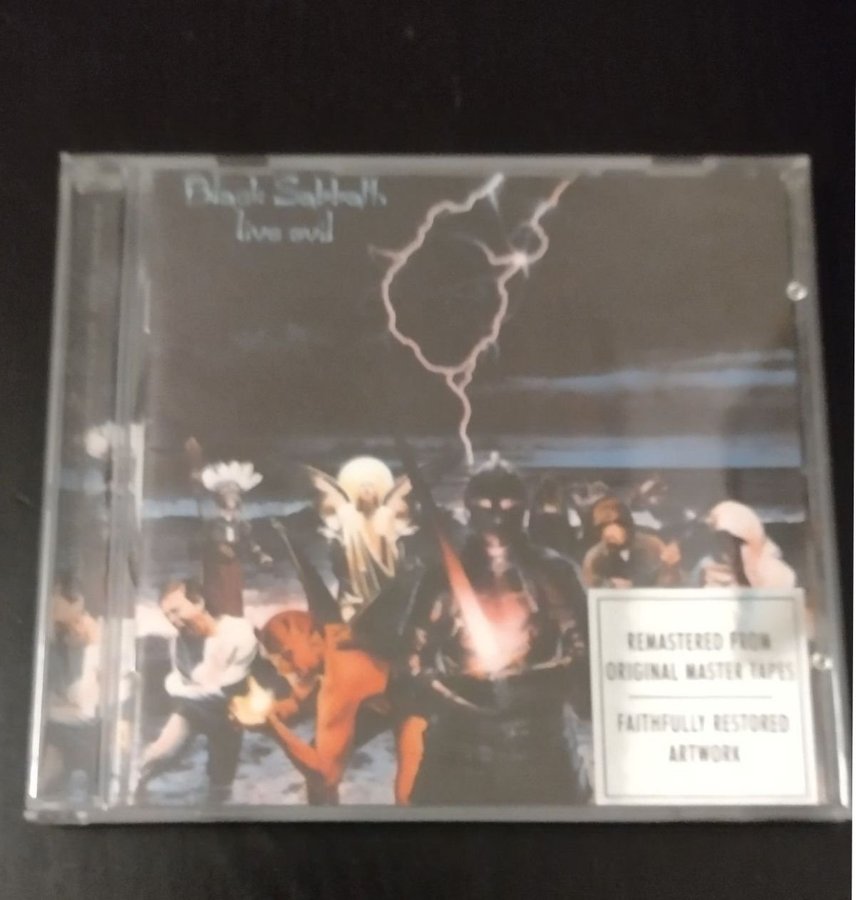 Black Sabbath
live evil
REMASTERED FROM
ORIGINAL MASTER TAPES
FAITHFULLY RESTORED
ARTWORK